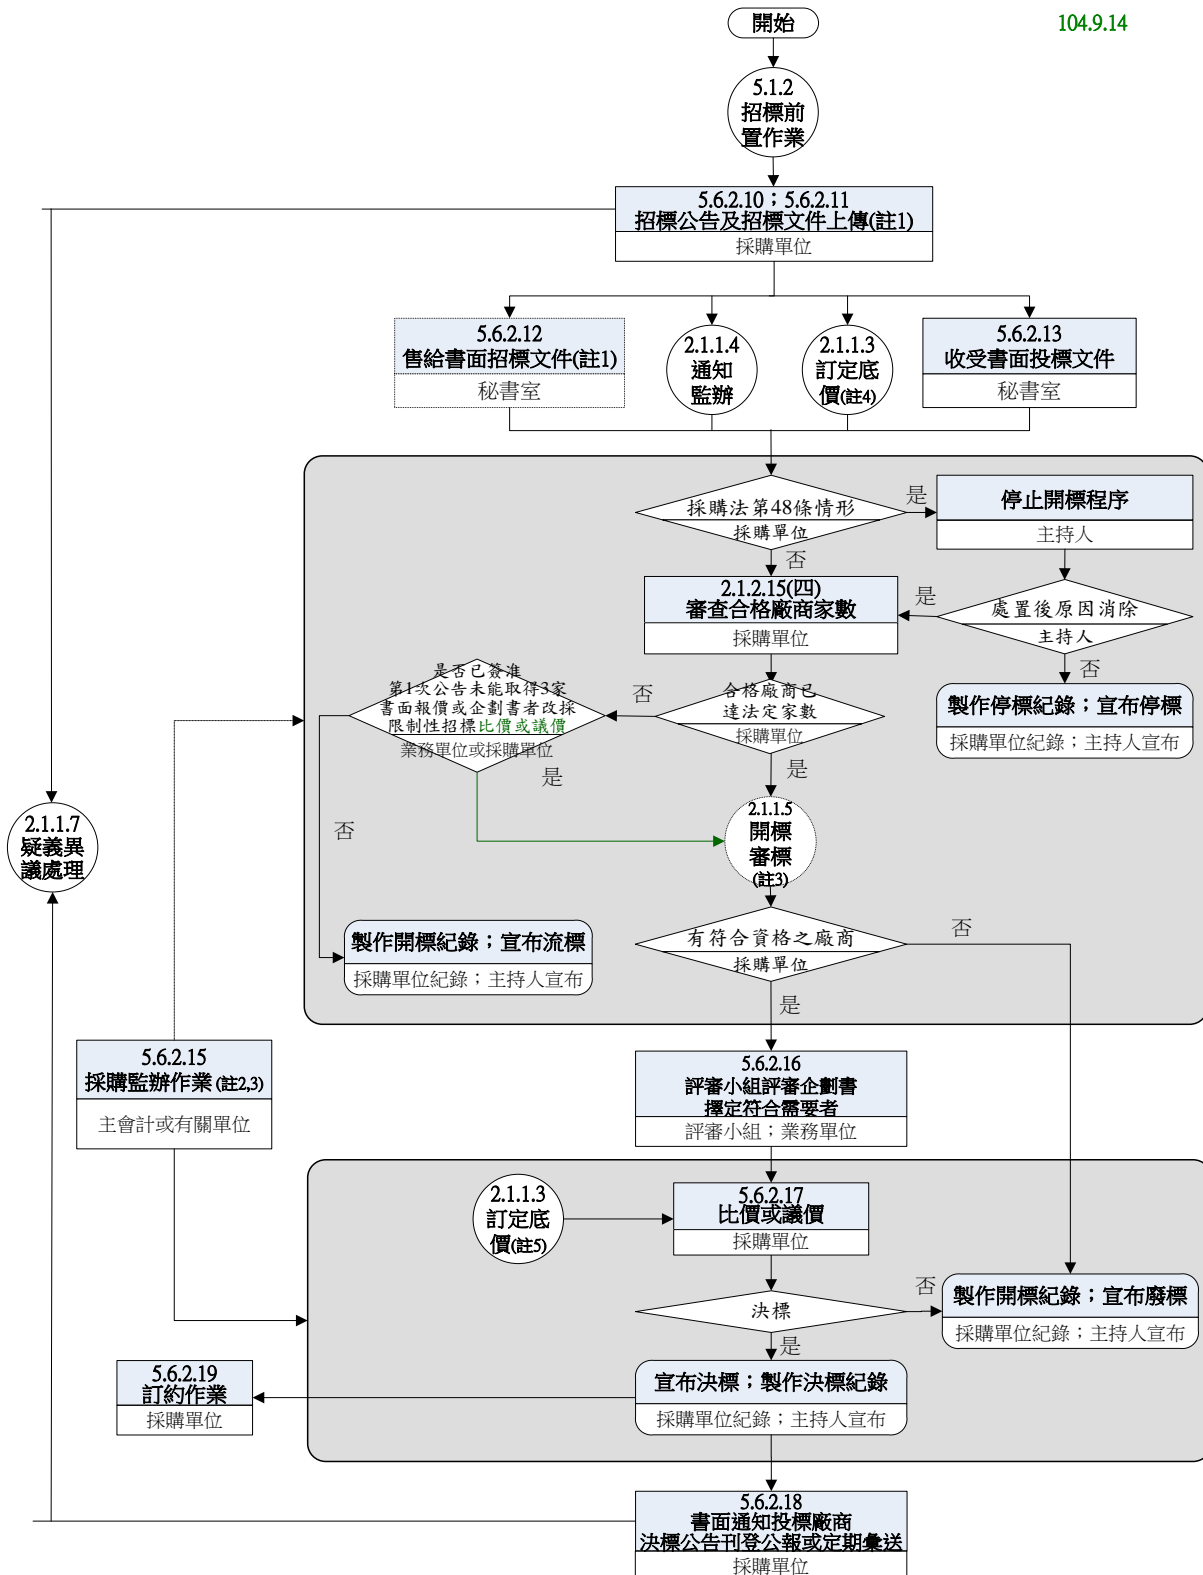 104.9.14
開始
5.1.2
招標前
置作業
5.6.2.10；5.6.2.11
招標公告及招標文件上傳(註1)
採購單位
5.6.2.12
售給書面招標文件(註1)
秘書室
2.1.1.4
通知
監辦
2.1.1.3
訂定底
價(註4)
5.6.2.13
收受書面投標文件
秘書室
採購法第48條情形
採購單位
是
否
停止開標程序
主持人
2.1.2.15(四)
審查合格廠商家數
採購單位
是
處置後原因消除
主持人
否
製作停標紀錄；宣布停標
採購單位紀錄；主持人宣布
是否已簽准
第1次公告未能取得3家
書面報價或企劃書者改採
限制性招標比價或議價
業務單位或採購單位
否
合格廠商已
達法定家數
採購單位
是
是
否
2.1.1.5
開標
審標
(註3)
2.1.1.7
疑義異
議處理
製作開標紀錄；宣布流標
採購單位紀錄；主持人宣布
有符合資格之廠商
採購單位
否
是
5.6.2.15
採購監辦作業(註2,3)
主會計或有關單位
5.6.2.16
評審小組評審企劃書
擇定符合需要者
評審小組；業務單位
2.1.1.3
訂定底
價(註5)
5.6.2.17
比價或議價
採購單位
決標
否
是
製作開標紀錄；宣布廢標
採購單位紀錄；主持人宣布
5.6.2.19
訂約作業
採購單位
宣布決標；製作決標紀錄
採購單位紀錄；主持人宣布
5.6.2.18
書面通知投標廠商
決標公告刊登公報或定期彙送
採購單位